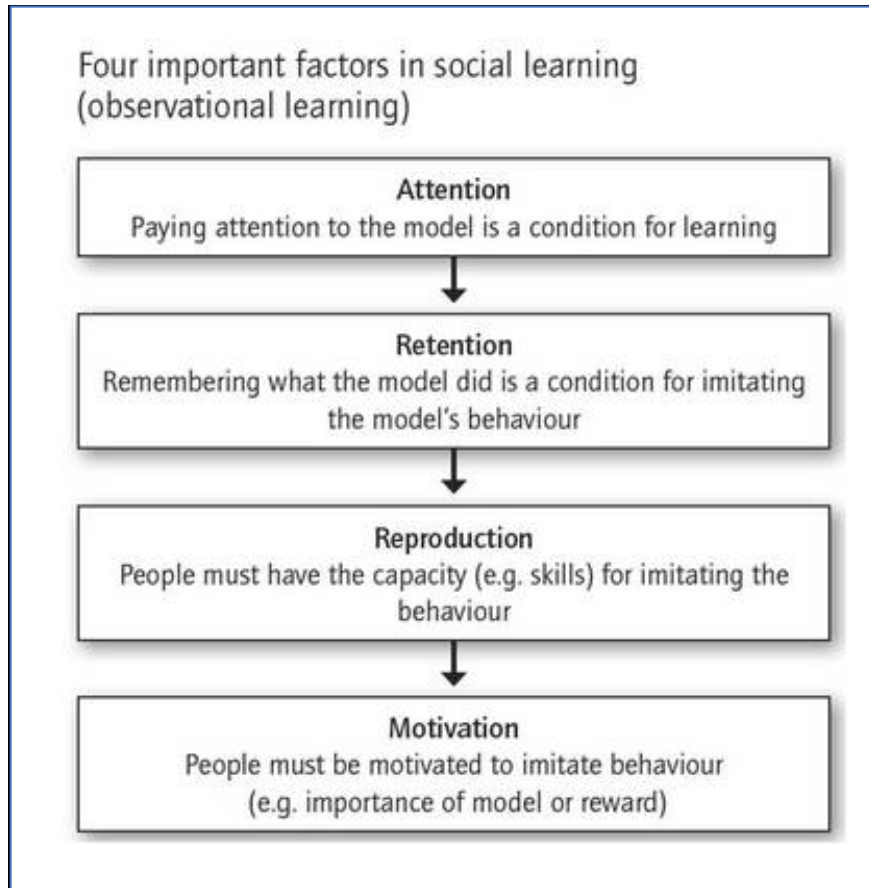 Four important factors in social learning
(observational learning)
Attention
Paying attention to the model is a condition for learning
Retention
Remembering what the model did is a condition for imitating
the model's behaviour
Reproduction
People must have the capacity (e.g. skills) for imitating the
behaviour
Motivation
People must be motivated to imitate behaviour
(e.g. importance of model or reward)